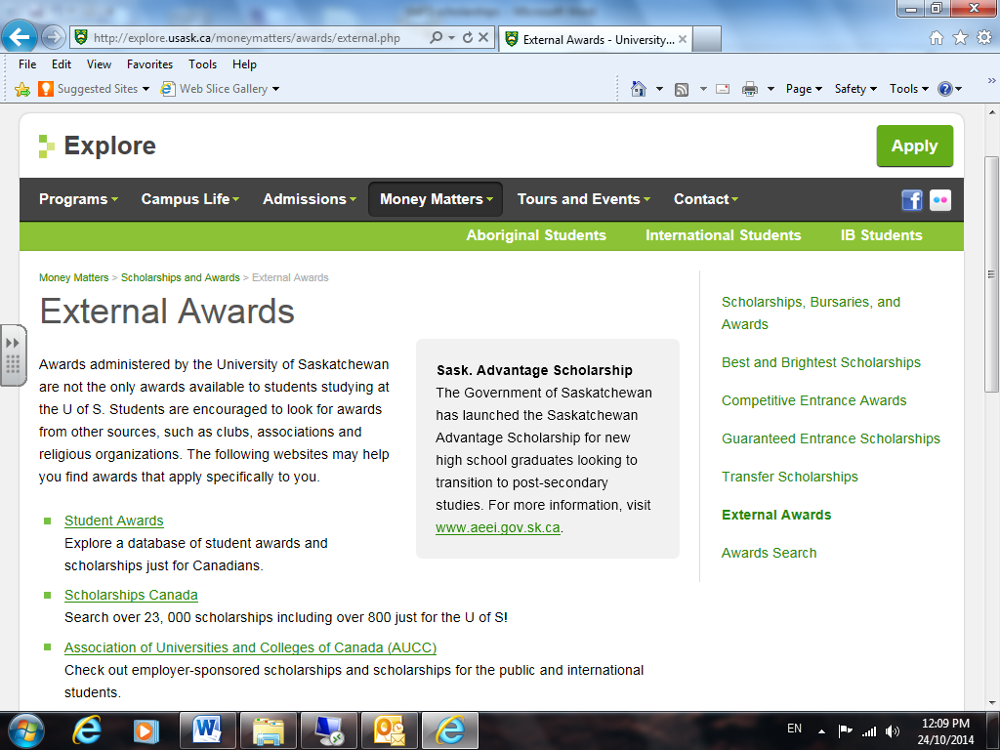 http://explore.usask.ca/moneymatters/awards/external.php
External Awards - University...
File Edit View Favorites Tools Help
Suggested Sites Web Slice Gallery
Page Safety Tools
Explore
Apply
Programs Campus Life Admissions Money Matters Tours and Events Contact
Aboriginal Students International Students IB Students
Money Matters > Scholarships and Awards > External Awards
External Awards
Awards administered by the University of Saskatchewan
are not the only awards available to students studying at
the U of S. Students are encouraged to look for awards
from other sources, such as clubs, associations and
religious organizations. The following websites may help
you find awards that apply specifically to you.
Student Awards
Explore a database of student awards and
scholarships just for Canadians.
Scholarships Canada
Search over 23, 000 scholarships including over 800 just for the U of S!
Association of Universities and Colleges of Canada (AUCC)
Check out employer-sponsored scholarships and scholarships for the public and international
students.
Sask. Advantage Scholarship
The Government of Saskatchewan
has launched the Saskatchewan
Advantage Scholarship for new
high school graduates looking to
transition to post-secondary
studies. For more information, visit
www.aeei.gov.sk.ca.
Scholarships, Bursaries, and
Awards
Best and Brightest Scholarships
Competitive Entrance Awards
Guaranteed Entrance Scholarships
Transfer Scholarships
External Awards
Awards Search
EN
12:09 PM
24/10/2014